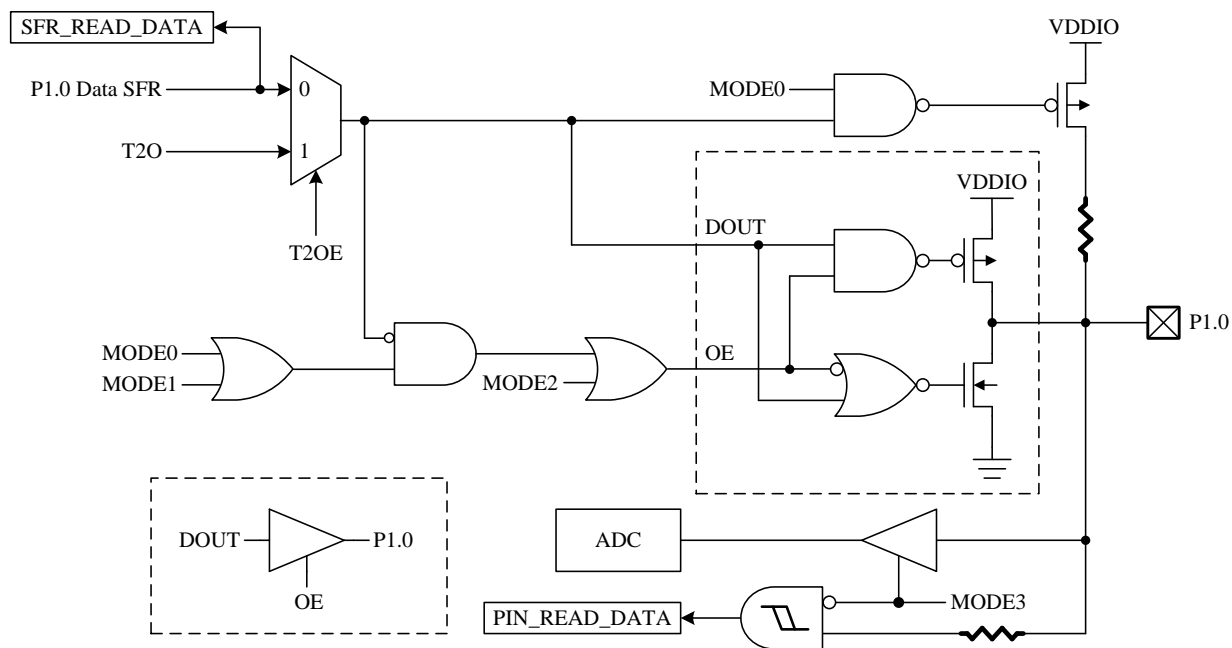 SFR_READ_DATA
VDDIO
P1.0 Data SFR
0
MODE0
T2O
1
VDDIO
DOUT
T2OE
P1.0
MODE0
OE
MODE1
MODE2
DOUT
P1.0
ADC
OE
MODE3
PIN_READ_DATA